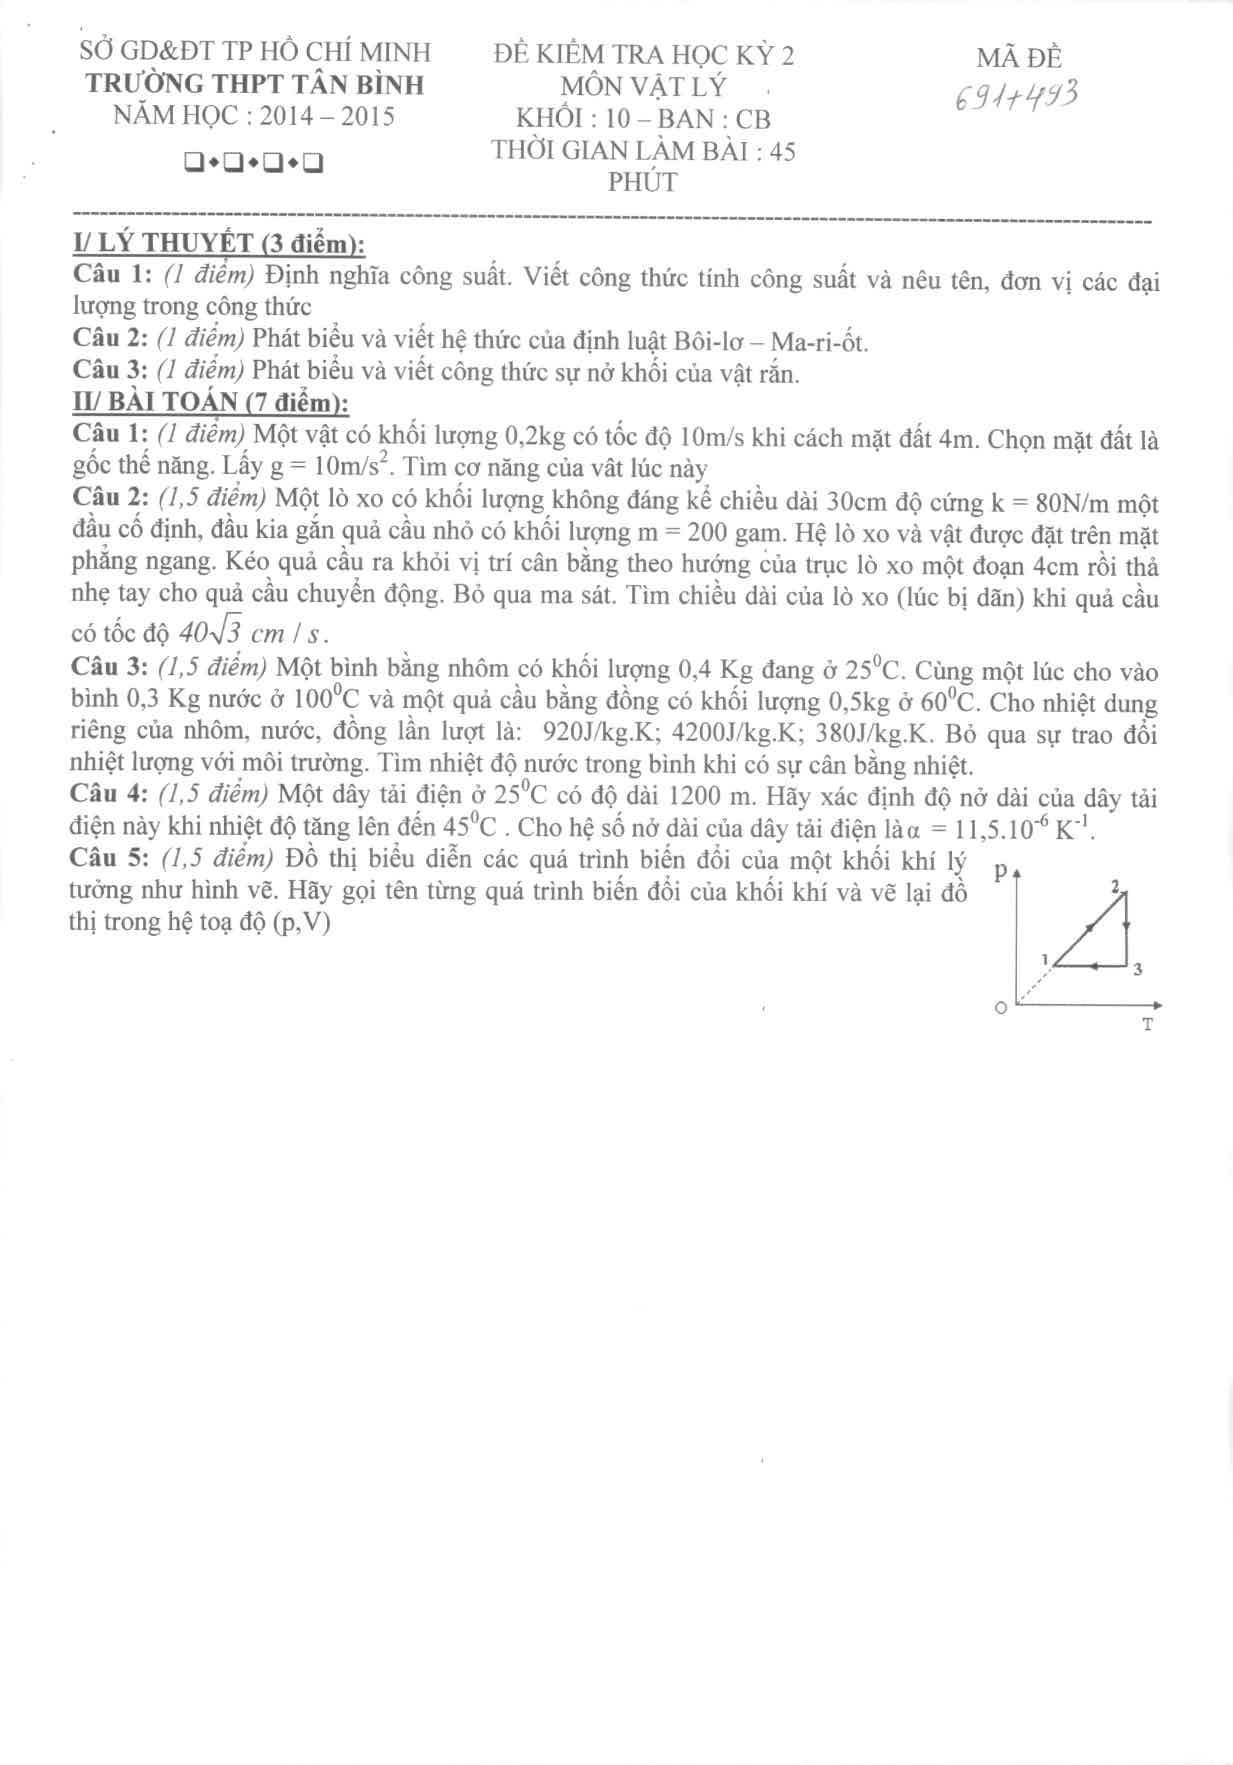 SỞ GD&ĐT TP HỒ CHÍ MINH
TRƯỜNG THPT TÂN BÌNH
NĂM HỌC : 2014 – 2015
ĐỀ KIỂM TRA HỌC KỲ 2
MÔN VẬT LÝ
KHỐI : 10 – BAN : CB
THỜI GIAN LÀM BÀI : 45
PHÚT
MÃ ĐỀ
691+493
I/ LÝ THUYẾT (3 điểm):
Câu 1: (1 điểm) Định nghĩa công suất. Viết công thức tính công suất và nêu tên, đơn vị các đại
lượng trong công thức
Câu 2: (1 điểm) Phát biểu và viết hệ thức của định luật Bôi-lơ – Ma-ri-ốt.
Câu 3: (1 điểm) Phát biểu và viết công thức sự nở khối của vật rắn.
II/ BÀI TOÁN (7 điểm):
Câu 1: (1 điểm) Một vật có khối lượng 0,2kg có tốc độ 10m/s khi cách mặt đất 4m. Chọn mặt đất là
gốc thế năng. Lấy g = 10m/s². Tìm cơ năng của vât lúc này
Câu 2: (1,5 điểm) Một lò xo có khối lượng không đáng kể chiều dài 30cm độ cứng k = 80N/m một
đầu cố định, đầu kia gắn quả cầu nhỏ có khối lượng m = 200 gam. Hệ lò xo và vật được đặt trên mặt
phẳng ngang. Kéo quả cầu ra khỏi vị trí cân bằng theo hướng của trục lò xo một đoạn 4cm rồi thả
nhẹ tay cho quả cầu chuyển động. Bỏ qua ma sát. Tìm chiều dài của lò xo (lúc bị dãn) khi quả cầu
có tốc độ 40√3 cm / s .
Câu 3: (1,5 điểm) Một bình bằng nhôm có khối lượng 0,4 Kg đang ở 25⁰C. Cùng một lúc cho vào
bình 0,3 Kg nước ở 100⁰C và một quả cầu bằng đồng có khối lượng 0,5kg ở 60⁰C. Cho nhiệt dung
riêng của nhôm, nước, đồng lần lượt là: 920J/kg.K; 4200J/kg.K; 380J/kg.K. Bỏ qua sự trao đổi
nhiệt lượng với môi trường. Tìm nhiệt độ nước trong bình khi có sự cân bằng nhiệt.
Câu 4: (1,5 điểm) Một dây tải điện ở 25⁰C có độ dài 1200 m. Hãy xác định độ nở dài của dây tải
điện này khi nhiệt độ tăng lên đến 45⁰C . Cho hệ số nở dài của dây tải điện là α = 11,5.10⁻⁶ K⁻¹.
Câu 5: (1,5 điểm) Đồ thị biểu diễn các quá trình biến đổi của một khối khí lý
tưởng như hình vẽ. Hãy gọi tên từng quá trình biến đổi của khối khí và vẽ lại đồ
thị trong hệ toạ độ (p,V)
P
2
1
3
O
T